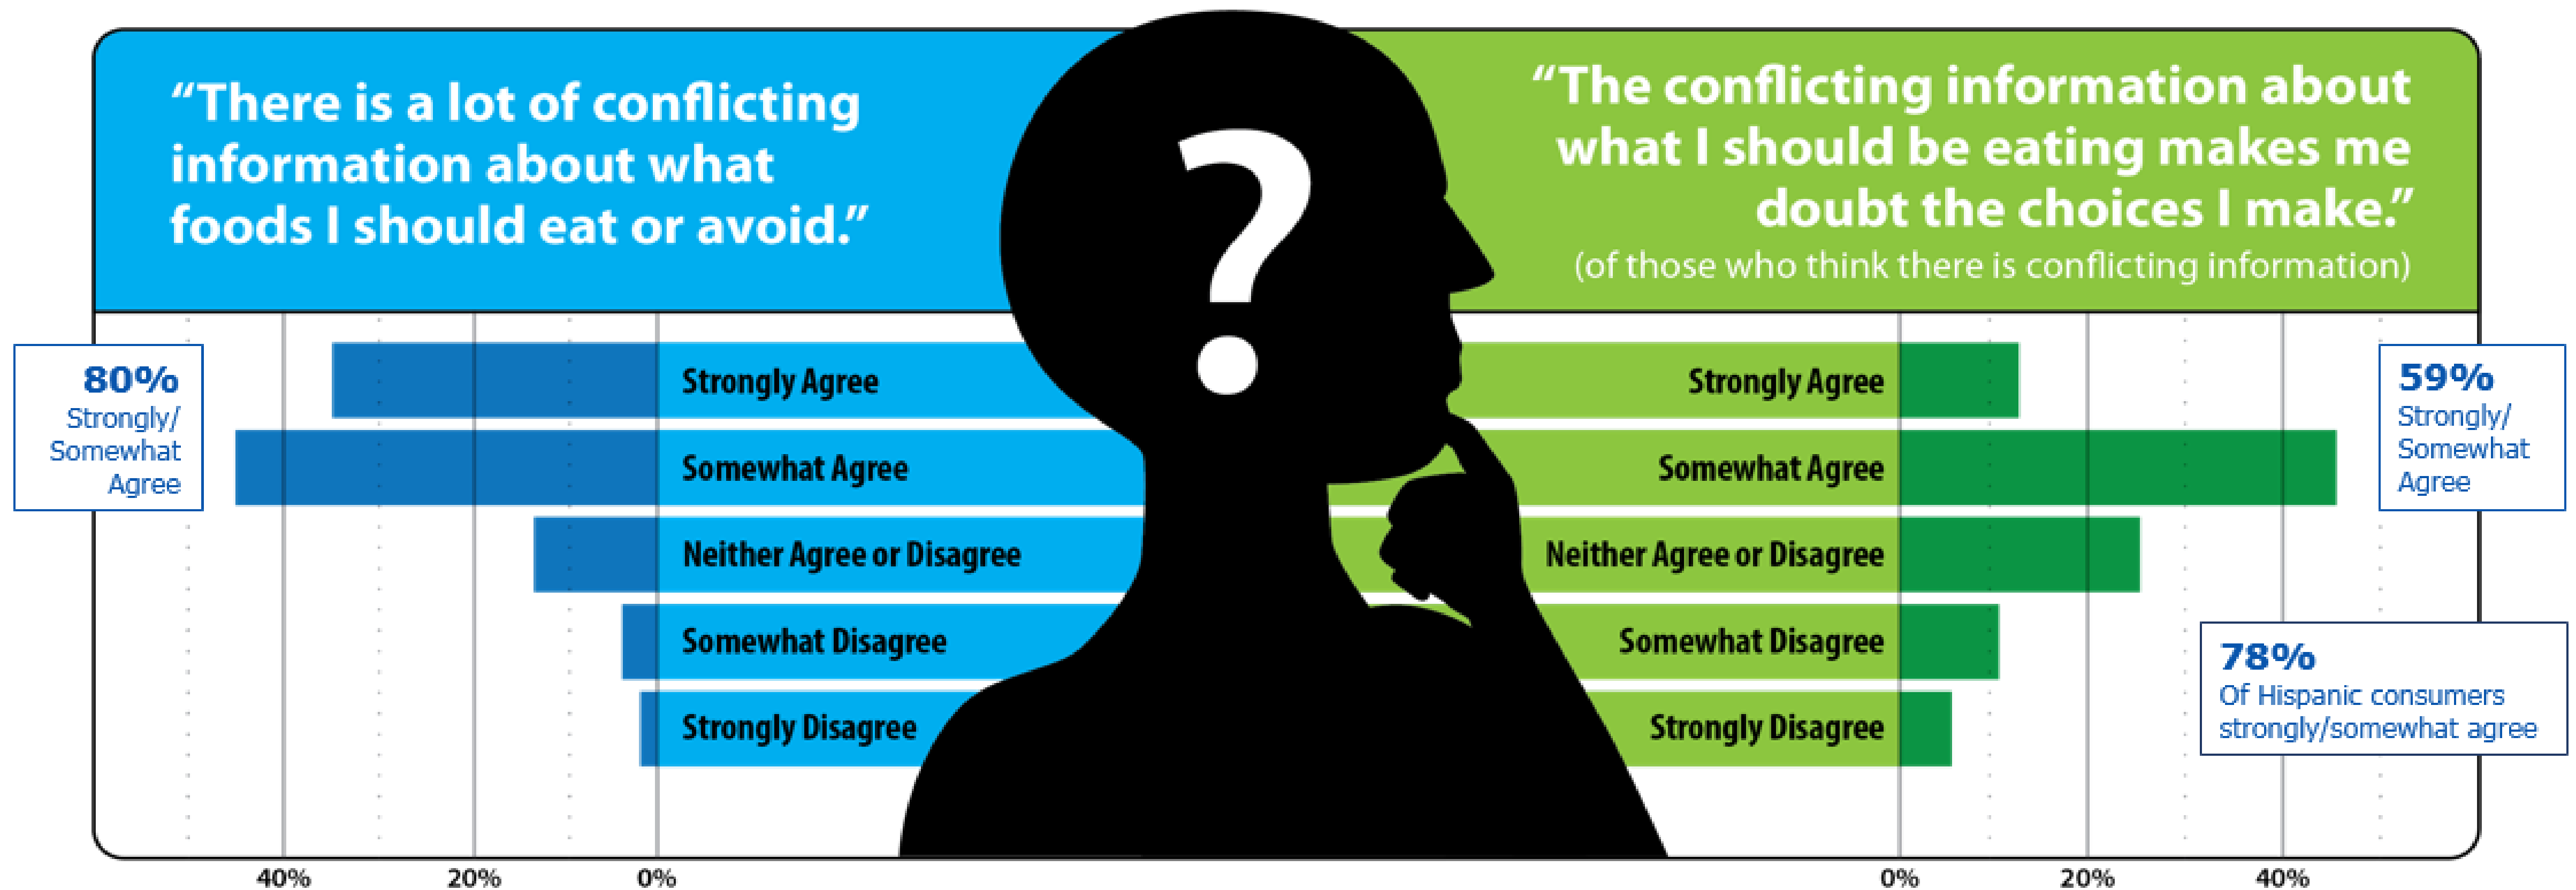 “There is a lot of conflicting
information about what
foods I should eat or avoid.”
?
“The conflicting information about
what I should be eating makes me
doubt the choices I make.”
(of those who think there is conflicting information)
80%
Strongly/
Somewhat
Agree
Strongly Agree
Somewhat Agree
Neither Agree or Disagree
Somewhat Disagree
Strongly Disagree
40%
20%
0%
Strongly Agree
Somewhat Agree
Neither Agree or Disagree
Somewhat Disagree
Strongly Disagree
59%
Strongly/
Somewhat
Agree
78%
Of Hispanic consumers
strongly/somewhat agree
0%
20%
40%